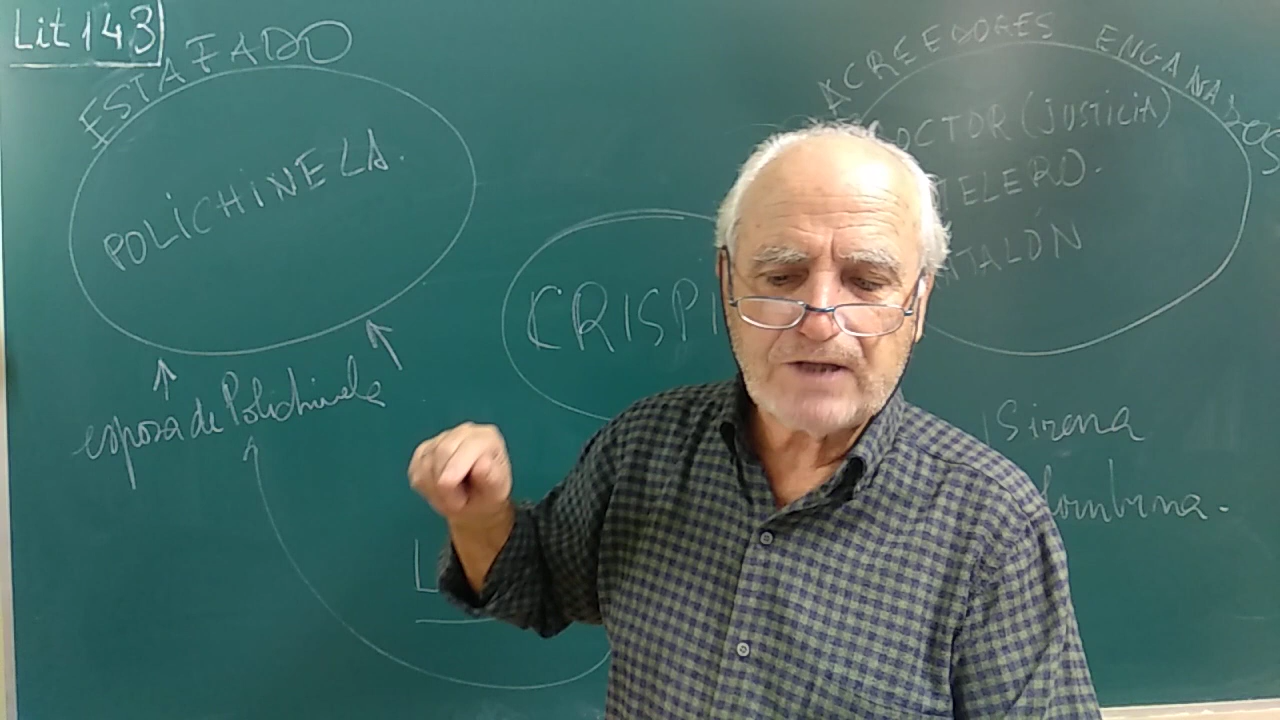 Lit 143
ESTAFADO
POLICHINELA.
esposa de Polichinela
CRISPI
L
ACREEDORES ENGAÑADOS
DOCTOR (JUSTICIA)
TELERO.
TALÓN
Sirena
lombina.